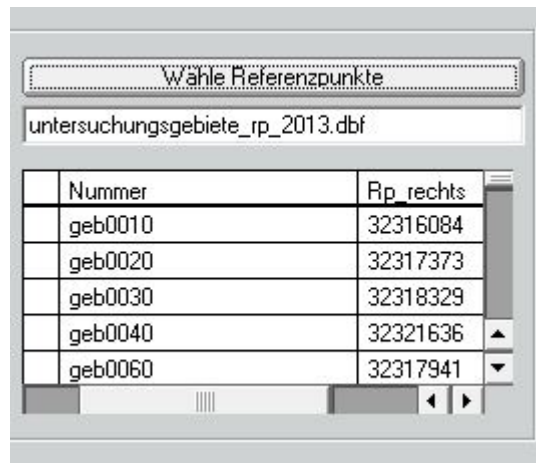 Wähle Referenzpunkte
untersuchungsgebiete_rp_2013.dbf
Nummer Rp_rechts
geb0010 32316084
geb0020 32317373
geb0030 32318329
geb0040 32321636
geb0060 32317941